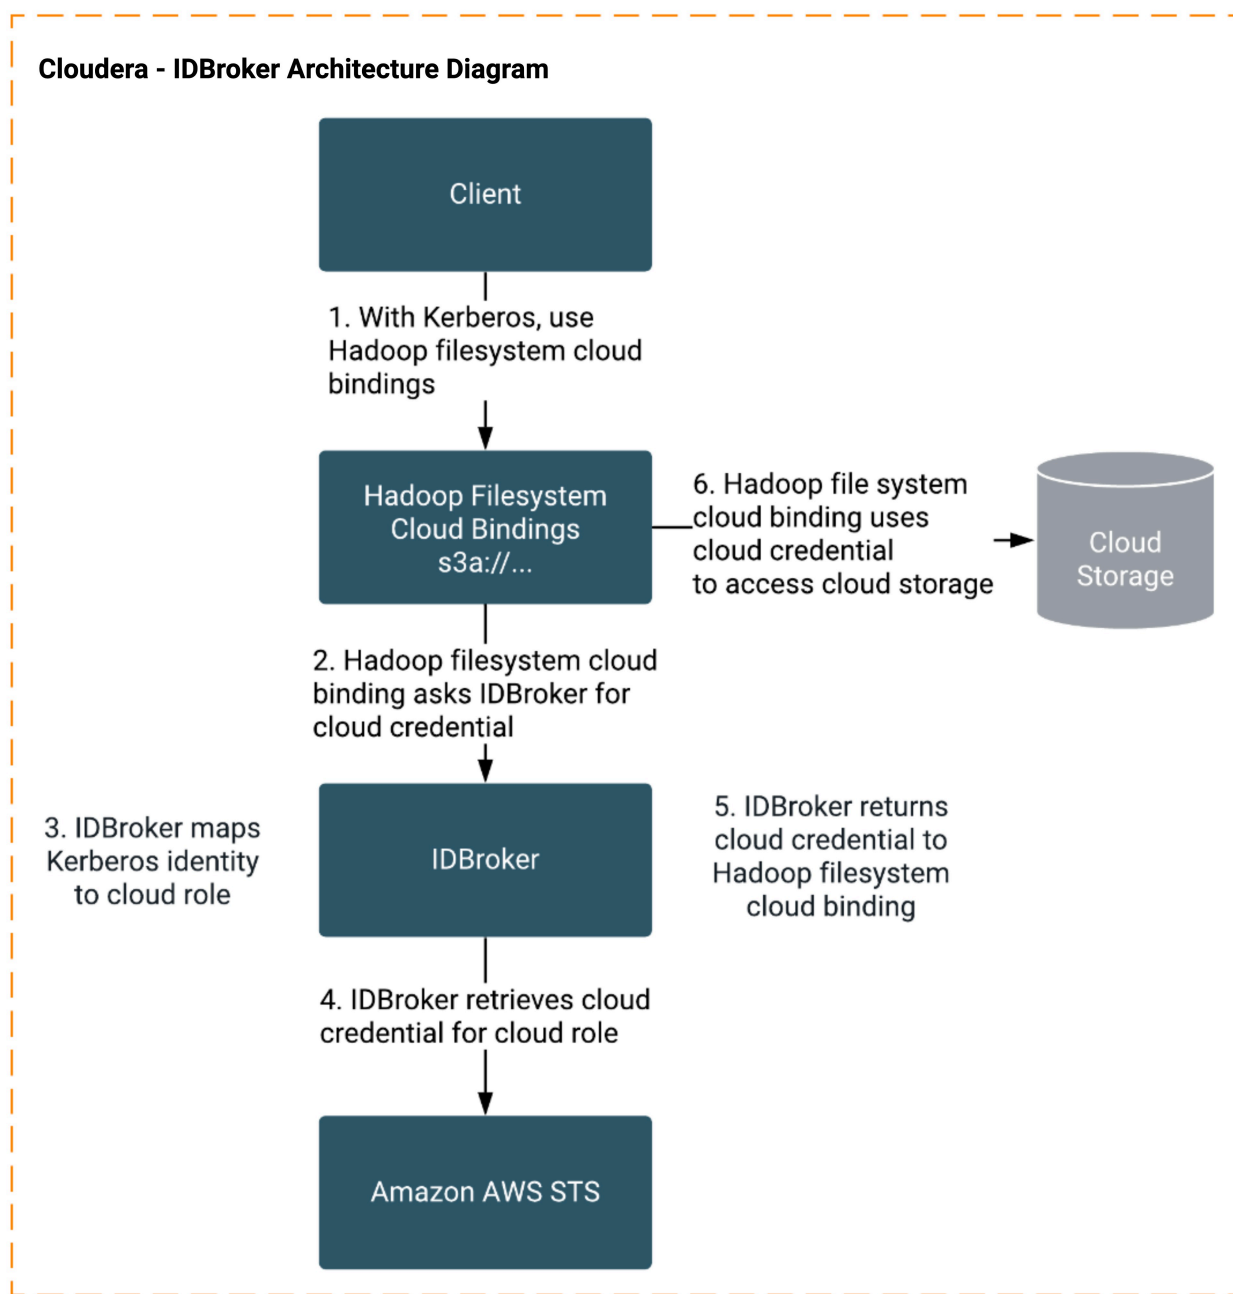 Cloudera - IDBroker Architecture Diagram
Client
1. With Kerberos, use
Hadoop filesystem cloud
bindings
Hadoop Filesystem
Cloud Bindings
s3a://...
6. Hadoop file system
cloud binding uses
cloud credential
to access cloud storage
Cloud
Storage
2. Hadoop filesystem cloud
binding asks IDBroker for
cloud credential
3. IDBroker maps
Kerberos identity
to cloud role
IDBroker
5. IDBroker returns
cloud credential to
Hadoop filesystem
cloud binding
4. IDBroker retrieves cloud
credential for cloud role
Amazon AWS STS